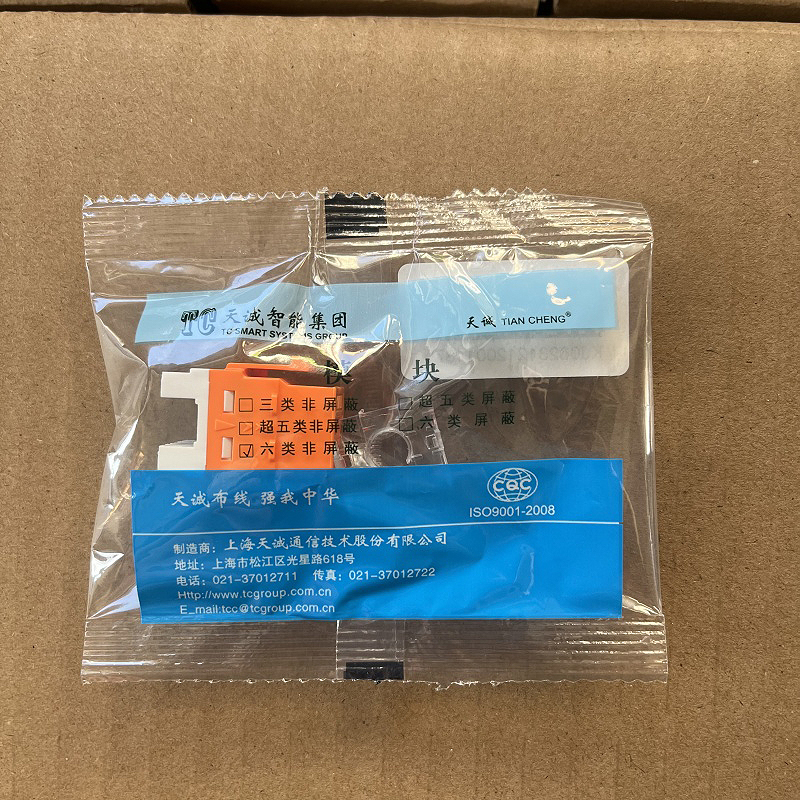 TC 天诚智能集团
TC SMART SYSTEMS GROUP
天诚 TIAN CHENG®
模 块
□ 三类非屏蔽 □ 超五类屏蔽
□ 超五类非屏蔽 □ 六类屏蔽
☑ 六类非屏蔽
天诚布线 强我中华
CQC
ISO9001-2008
制造商：上海天诚通信技术股份有限公司
地址：上海市松江区光星路618号
电话：021-37012711 传真：021-37012722
Http://www.tcgroup.com.cn
E_mail:tcc@tcgroup.com.cn